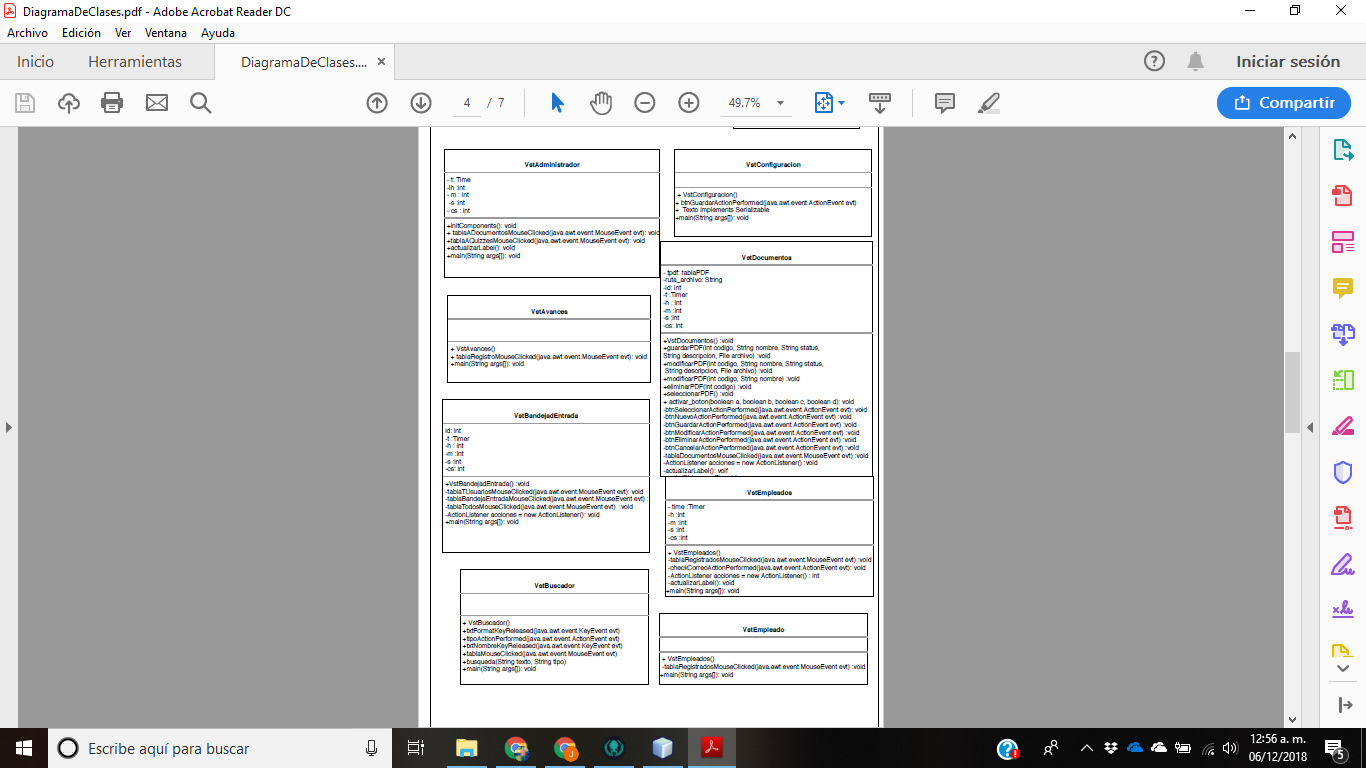 DiagramaDeClases.pdf - Adobe Acrobat Reader DC
Archivo Edición Ver Ventana Ayuda
Inicio Herramientas DiagramaDeClases.... × Iniciar sesión
4 / 7 49.7% Compartir
VstAdministrador
- t: Time
-lh :int
- m : int
-s :int
- cs : int
+initComponents(): void
+ tablaADocumentosMouseClicked(java.awt.event.MouseEvent evt): void
+tablaAQuizzesMouseClicked(java.awt.event.MouseEvent evt): void
+actualizarLabel(): void
+main(String args[]): void
VstAvances
+ VstAvances()
+ tablaRegistroMouseClicked(java.awt.event.MouseEvent evt): void
+main(String args[]): void
VstBandejadEntrada
id: int
-t :Timer
-h : int
-m :int
-s :int
-cs: int
+VstBandejadEntrada() :void
-tablaTUsuariosMouseClicked(java.awt.event.MouseEvent evt): void
-tablaBandejaEntradaMouseClicked(java.awt.event.MouseEvent evt) :
-tablaTodosMouseClicked(java.awt.event.MouseEvent evt) :void
-ActionListener acciones = new ActionListener(): void
+main(String args[]): void
VstBuscador
+ VstBuscador()
+txtFormatKeyReleased(java.awt.event.KeyEvent evt)
+tipoActionPerformed(java.awt.event.ActionEvent evt)
+txtNombreKeyReleased(java.awt.event.KeyEvent evt)
+tablaMouseClicked(java.awt.event.MouseEvent evt)
+busqueda(String texto, String tipo)
+main(String args[]): void
VstConfiguracion
+ VstConfiguracion()
+ btnGuardarActionPerformed(java.awt.event.ActionEvent evt)
+ Texto implements Serializable
+main(String args[]): void
VstDocumentos
- tpdf: tablaPDF
-ruta_archivo: String
-id: int
-t :Timer
-h : int
-m :int
-s :int
-cs: int
+VstDocumentos() :void
+guardarPDF(int codigo, String nombre, String status,
String descripcion, File archivo) :void
+modificarPDF(int codigo, String nombre, String status,
String descripcion, File archivo) :void
+modificarPDF(int codigo, String nombre) :void
+eliminarPDF(int codigo) :void
+seleccionarPDF() :void
+ activar_boton(boolean a, boolean b, boolean c, boolean d): void
-btnSeleccionarActionPerformed(java.awt.event.ActionEvent evt): void
-btnNuevoActionPerformed(java.awt.event.ActionEvent evt) :void
-btnGuardarActionPerformed(java.awt.event.ActionEvent evt) :void
-btnModificarActionPerformed(java.awt.event.ActionEvent evt) :void
-btnEliminarActionPerformed(java.awt.event.ActionEvent evt) :void
-btnCancelarActionPerformed(java.awt.event.ActionEvent evt) :void
-tablaDocumentosMouseClicked(java.awt.event.MouseEvent evt) :void
-ActionListener acciones = new ActionListener() :void
-actualizarLabel(): voif
VstEmpleados
- time :Timer
-h :int
-m :int
-s :int
-cs :int
+ VstEmpleados()
-tablaRegistradosMouseClicked(java.awt.event.MouseEvent evt) :void
-checkCorreoActionPerformed(java.awt.event.ActionEvent evt): void
-ActionListener acciones = new ActionListener() : int
-actualizarLabel(): void
+main(String args[]): void
VstEmpleado
+ VstEmpleados()
-tablaRegistradosMouseClicked(java.awt.event.MouseEvent evt) :void
+main(String args[]): void
Escribe aquí para buscar
12:56 a. m.
06/12/2018
5